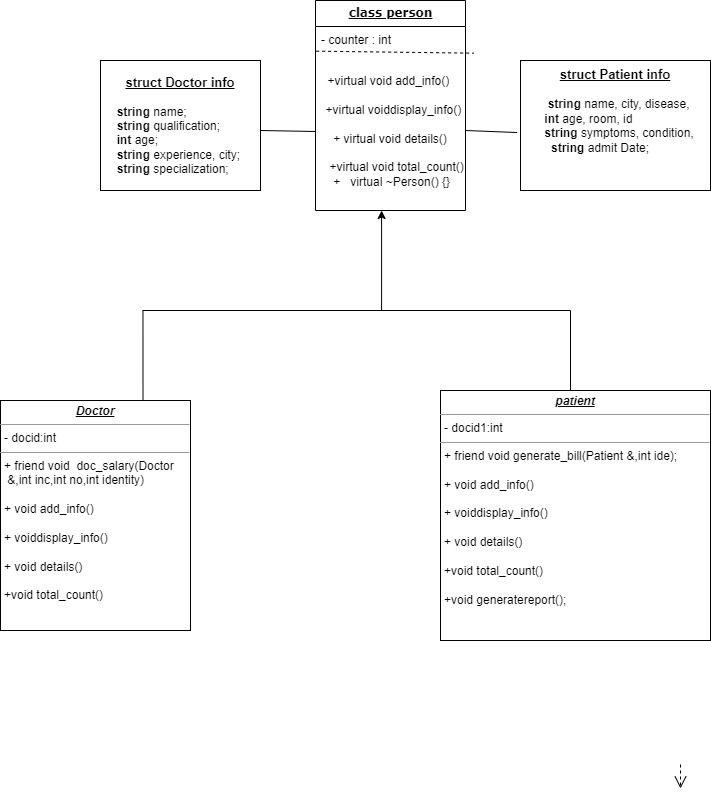 class person
- counter : int
+virtual void add_info()
+virtual voiddisplay_info()
+ virtual void details()
+virtual void total_count()
+ virtual ~Person() {}
struct Doctor info
string name;
string qualification;
int age;
string experience, city;
string specialization;
struct Patient info
string name, city, disease,
int age, room, id
string symptoms, condition,
string admit Date;
Doctor
- docid:int
+ friend void doc_salary(Doctor
&,int inc,int no,int identity)
+ void add_info()
+ voiddisplay_info()
+ void details()
+void total_count()
patient
- docid1:int
+ friend void generate_bill(Patient &,int ide);
+ void add_info()
+ voiddisplay_info()
+ void details()
+void total_count()
+void generatereport();